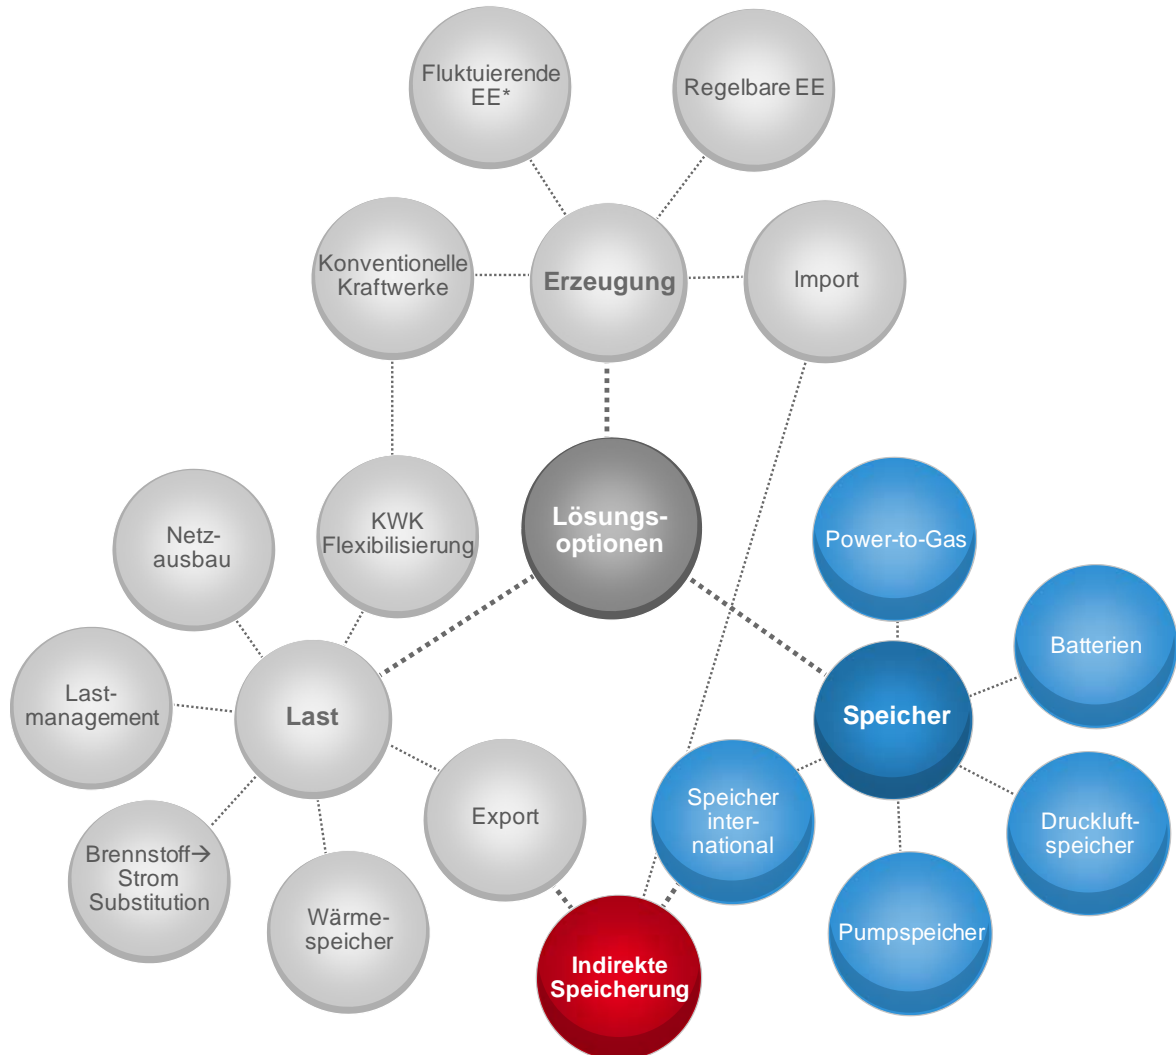 Fluktuierende
EE*
Regelbare EE
Konventionelle
Kraftwerke
Erzeugung
Import
Lösungs-
optionen
Netz-
ausbau
KWK
Flexibilisierung
Power-to-Gas
Batterien
Last-
management
Last
Speicher
Export
Speicher
inter-
national
Druckluft-
speicher
Brennstoff→
Strom
Substitution
Wärme-
speicher
Pumpspeicher
Indirekte
Speicherung